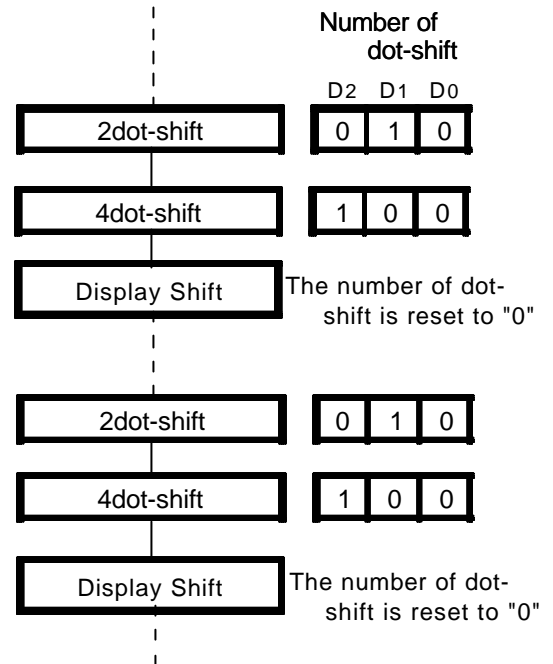 Number of
dot-shift
D2 D1 D0
2dot-shift 0 1 0
4dot-shift 1 0 0
Display Shift The number of dot-
shift is reset to "0"
2dot-shift 0 1 0
4dot-shift 1 0 0
Display Shift The number of dot-
shift is reset to "0"